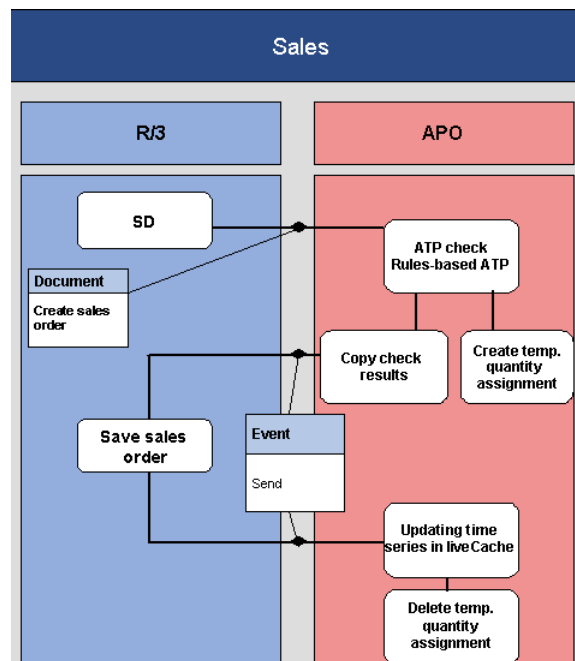 Sales
R/3
APO
SD
ATP check
Rules-based ATP
Document
Create sales
order
Copy check
results
Create temp.
quantity
assignment
Save sales
order
Event
Send
Updating time
series in liveCache
Delete temp.
quantity
assignment